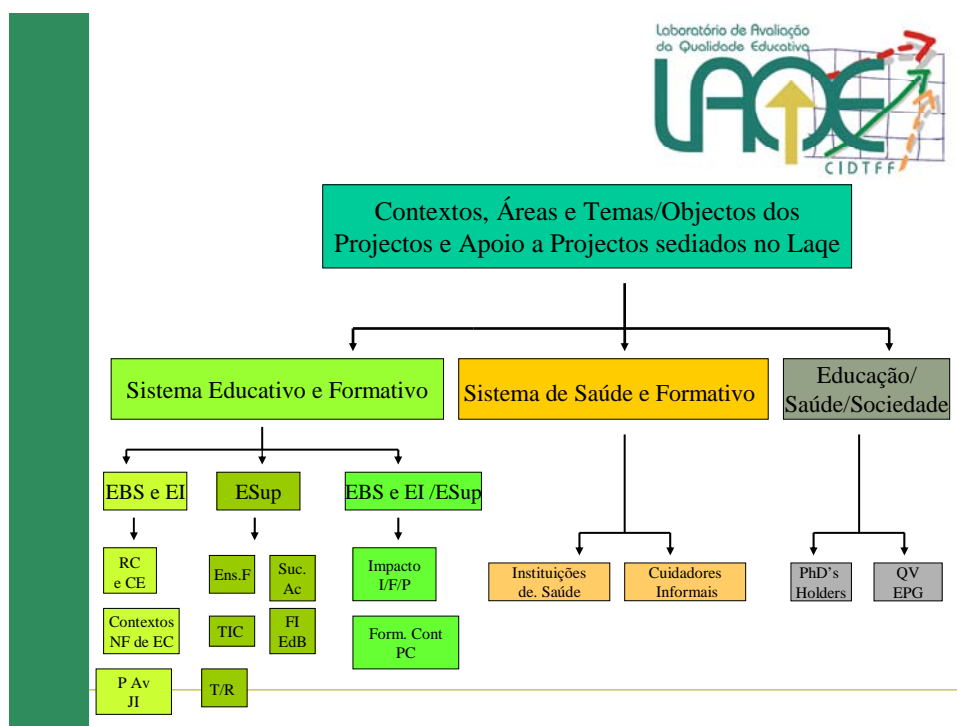 Laboratório de Avaliação
da Qualidade Educativa
LAQE
CIDTFF
Contextos, Áreas e Temas/Objectos dos
Projectos e Apoio a Projectos sediados no Laqe
Sistema Educativo e Formativo
Sistema de Saúde e Formativo
Educação/
Saúde/Sociedade
EBS e EI
ESup
EBS e EI /ESup
RC
e CE
Ens.F
Suc.
Ac
Impacto
I/F/P
Instituições
de. Saúde
Cuidadores
Informais
PhD's
Holders
QV
EPG
Contextos
NF de EC
TIC
FI
EdB
Form. Cont
PC
P Av
JI
T/R